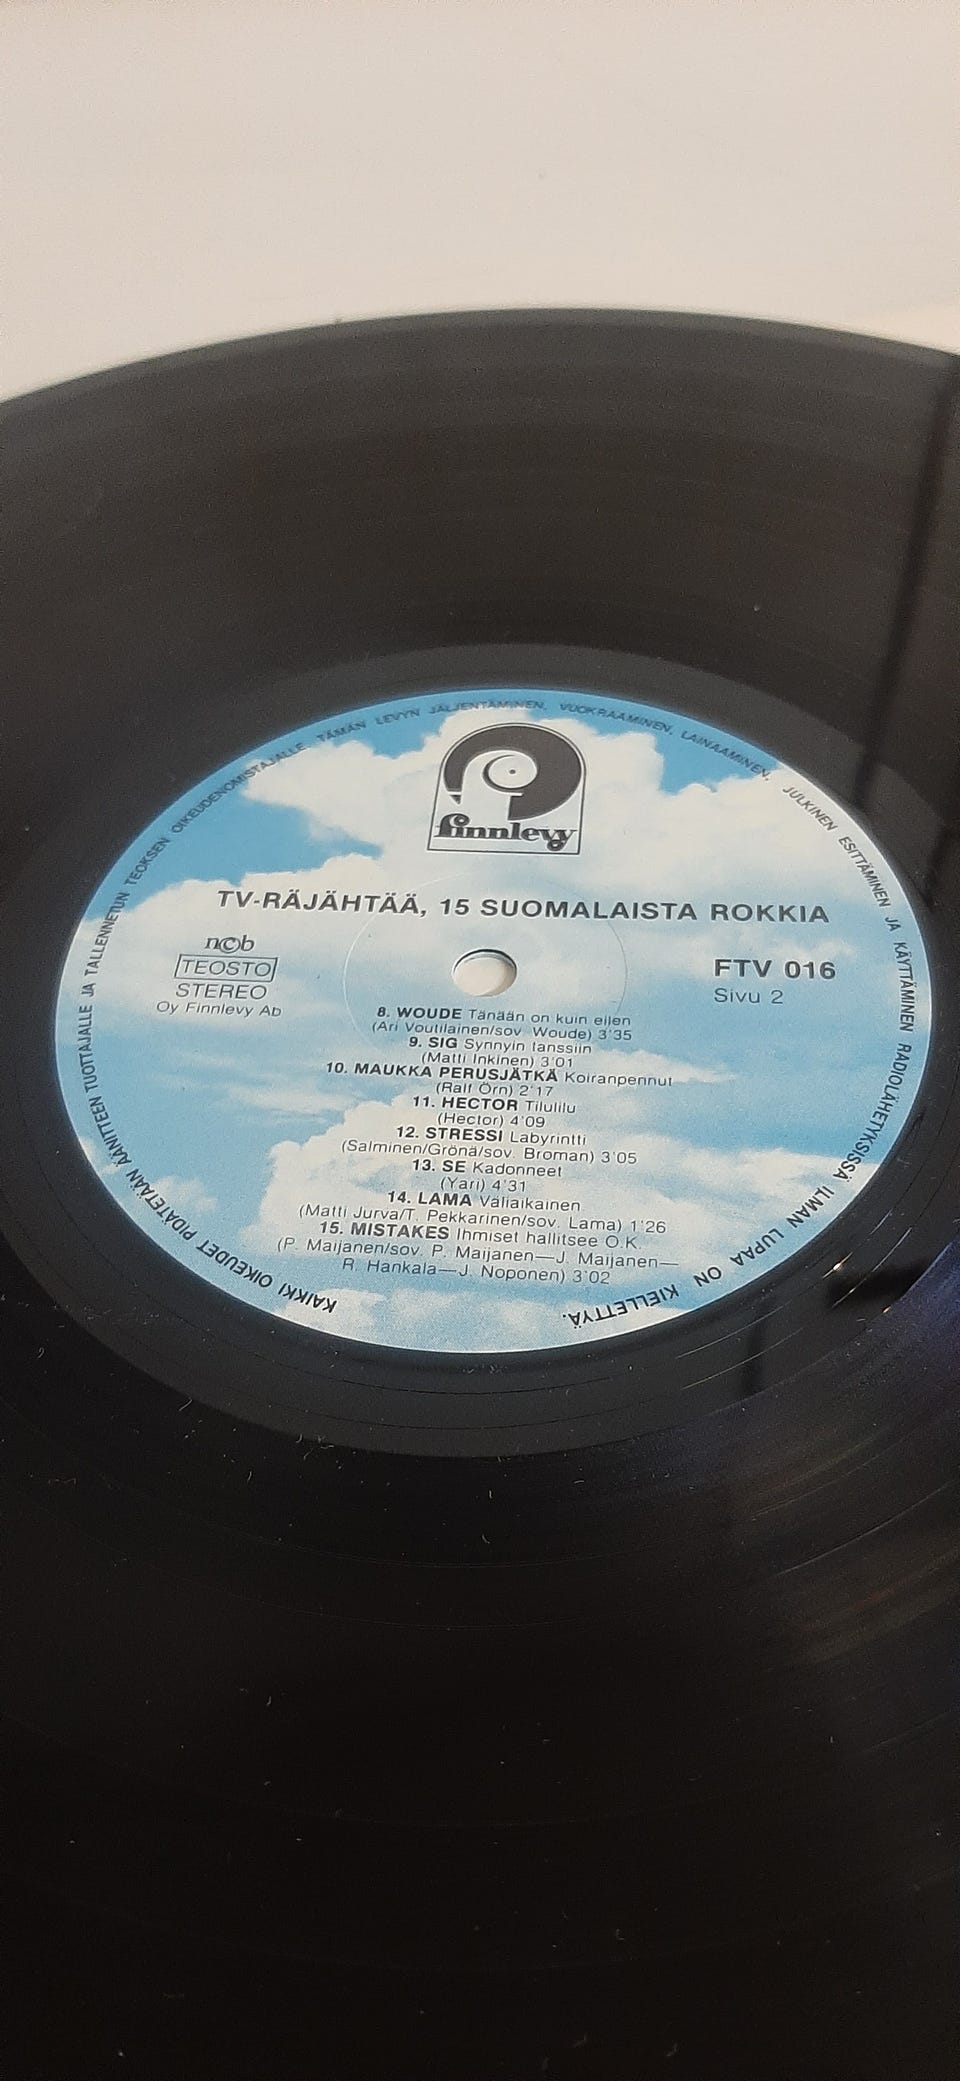 KAIKKI OIKEUDET PIDÄTETÄÄN ÄÄNITTEEN TUOTTAJALLE JA TALLENNETUN TEOKSEN OIKEUDENOMISTAJALLE. TÄMÄN LEVYN JÄLJENTÄMINEN, VUOKRAAMINEN, LAINAAMINEN, JULKINEN ESITTÄMINEN JA KÄYTTÄMINEN RADIOLÄHETYKSISSÄ ILMAN LUPAA ON KIELLETTYÄ.
finnlevy
TV-RÄJÄHTÄÄ, 15 SUOMALAISTA ROKKIA
ncb
TEOSTO
STEREO
Oy Finnlevy Ab
FTV 016
Sivu 2
8. WOUDE Tänään on kuin eilen
(Ari Voutilainen/sov. Woude) 3'35
9. SIG Synnyin tanssiin
(Matti Inkinen) 3'01
10. MAUKKA PERUSJÄTKÄ Koiranpennut
(Ralf Örn) 2'17
11. HECTOR Tilulilu
(Hector) 4'09
12. STRESSI Labyrintti
(Salminen/Grönä/sov. Broman) 3'05
13. SE Kadonneet
(Yari) 4'31
14. LAMA Väliaikainen
(Matti Jurva/T. Pekkarinen/sov. Lama) 1'26
15. MISTAKES Ihmiset hallitsee O.K.
(P. Maijanen/sov. P. Maijanen—J. Maijanen—
R. Hankala—J. Noponen) 3'02